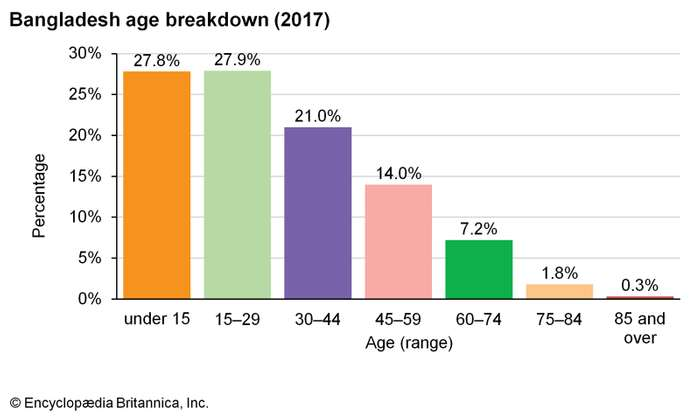 Bangladesh age breakdown (2017)
30%
25%
20%
15%
10%
5%
0%
Percentage
27.8%
27.9%
21.0%
14.0%
7.2%
1.8%
0.3%
under 15
15–29
30–44
45–59
60–74
75–84
85 and
over
Age (range)
© Encyclopædia Britannica, Inc.